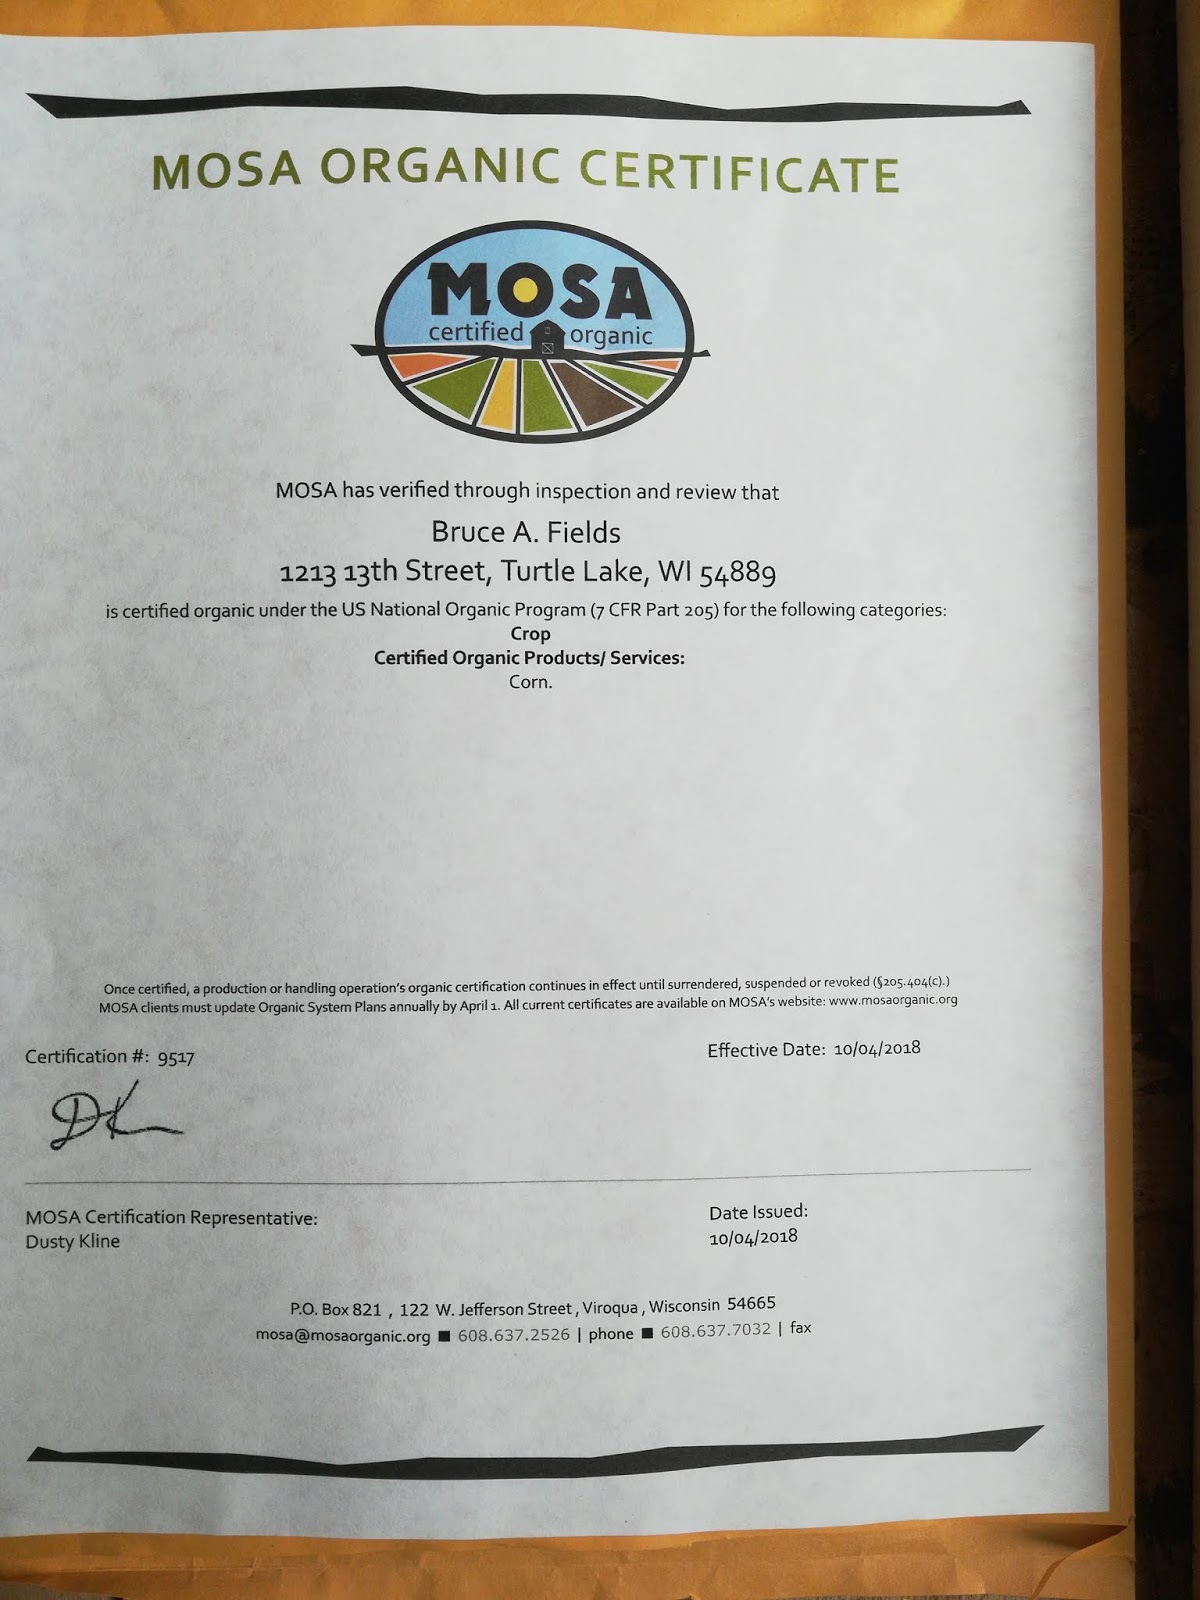 MOSA ORGANIC CERTIFICATE
MOSA
certified organic
MOSA has verified through inspection and review that
Bruce A. Fields
1213 13th Street, Turtle Lake, WI 54889
is certified organic under the US National Organic Program (7 CFR Part 205) for the following categories:
Crop
Certified Organic Products/ Services:
Corn.
Once certified, a production or handling operation's organic certification continues in effect until surrendered, suspended or revoked (§205.404(c).)
MOSA clients must update Organic System Plans annually by April 1. All current certificates are available on MOSA's website: www.mosaorganic.org
Certification #: 9517
Effective Date: 10/04/2018
DK
MOSA Certification Representative:
Dusty Kline
Date Issued:
10/04/2018
P.O. Box 821 , 122 W. Jefferson Street , Viroqua , Wisconsin 54665
mosa@mosaorganic.org ■ 608.637.2526 | phone ■ 608.637.7032 | fax